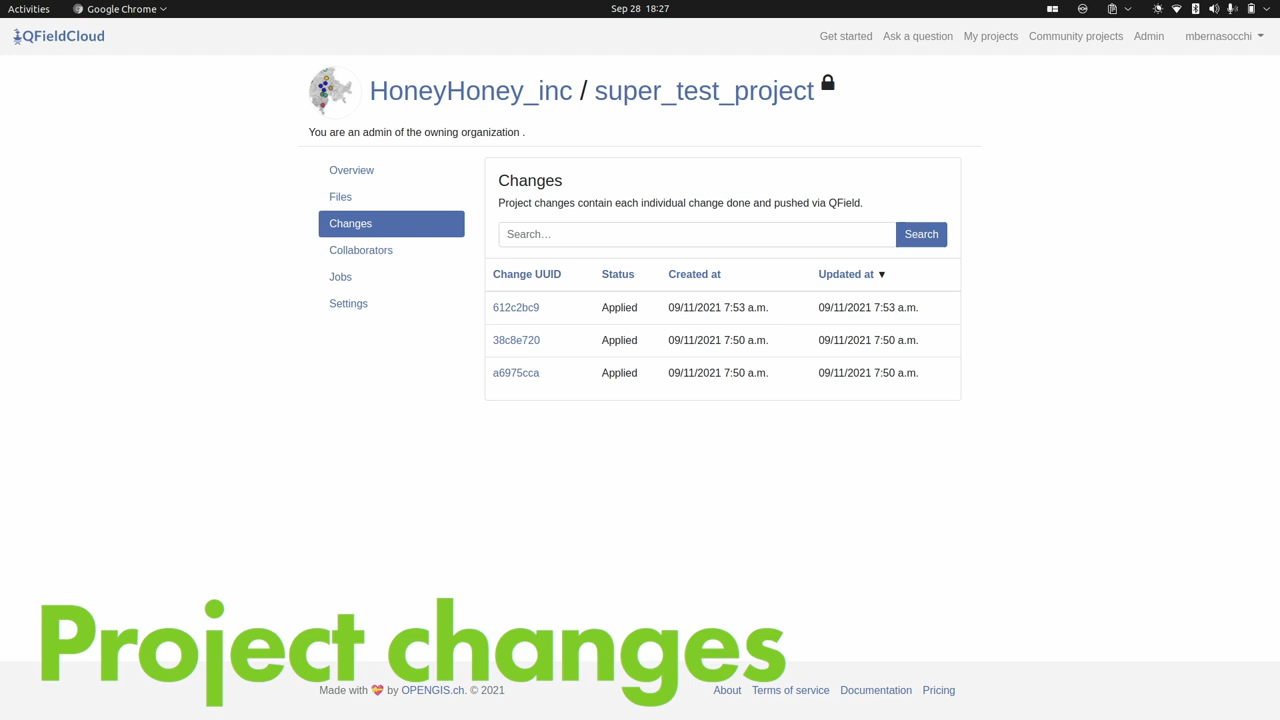 Activities Google Chrome Sep 28 18:27
QFieldCloud Get started Ask a question My projects Community projects Admin mbernasocchi
HoneyHoney_inc / super_test_project
You are an admin of the owning organization .
Overview
Files
Changes
Collaborators
Jobs
Settings
Changes
Project changes contain each individual change done and pushed via QField.
Search… Search
Change UUID Status Created at Updated at ▼
612c2bc9 Applied 09/11/2021 7:53 a.m. 09/11/2021 7:53 a.m.
38c8e720 Applied 09/11/2021 7:50 a.m. 09/11/2021 7:50 a.m.
a6975cca Applied 09/11/2021 7:50 a.m. 09/11/2021 7:50 a.m.
Project changes
Made with 💝 by OPENGIS.ch. © 2021 About Terms of service Documentation Pricing